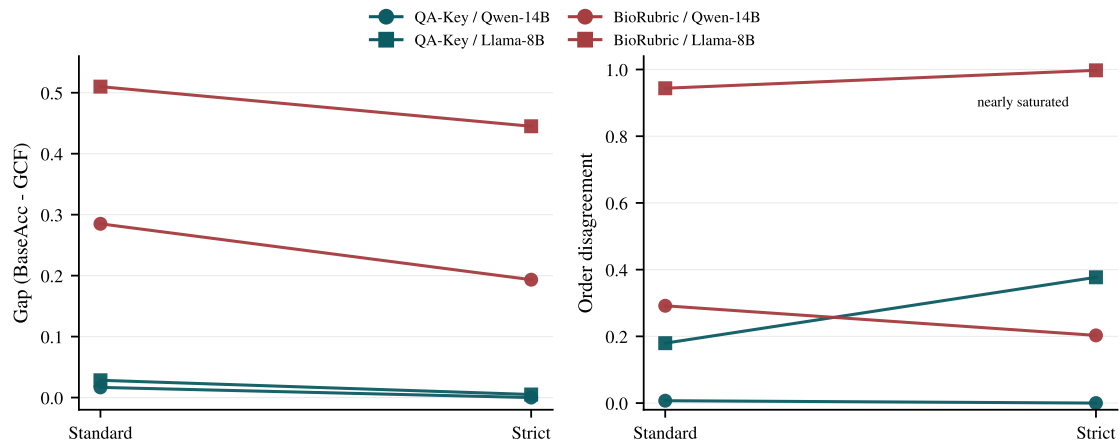 QA-Key / Qwen-14B
BioRubric / Qwen-14B
QA-Key / Llama-8B
BioRubric / Llama-8B
Gap (BaseAcc - GCF)
0.5
0.4
0.3
0.2
0.1
0.0
Standard
Strict
Order disagreement
1.0
0.8
0.6
0.4
0.2
0.0
nearly saturated
Standard
Strict